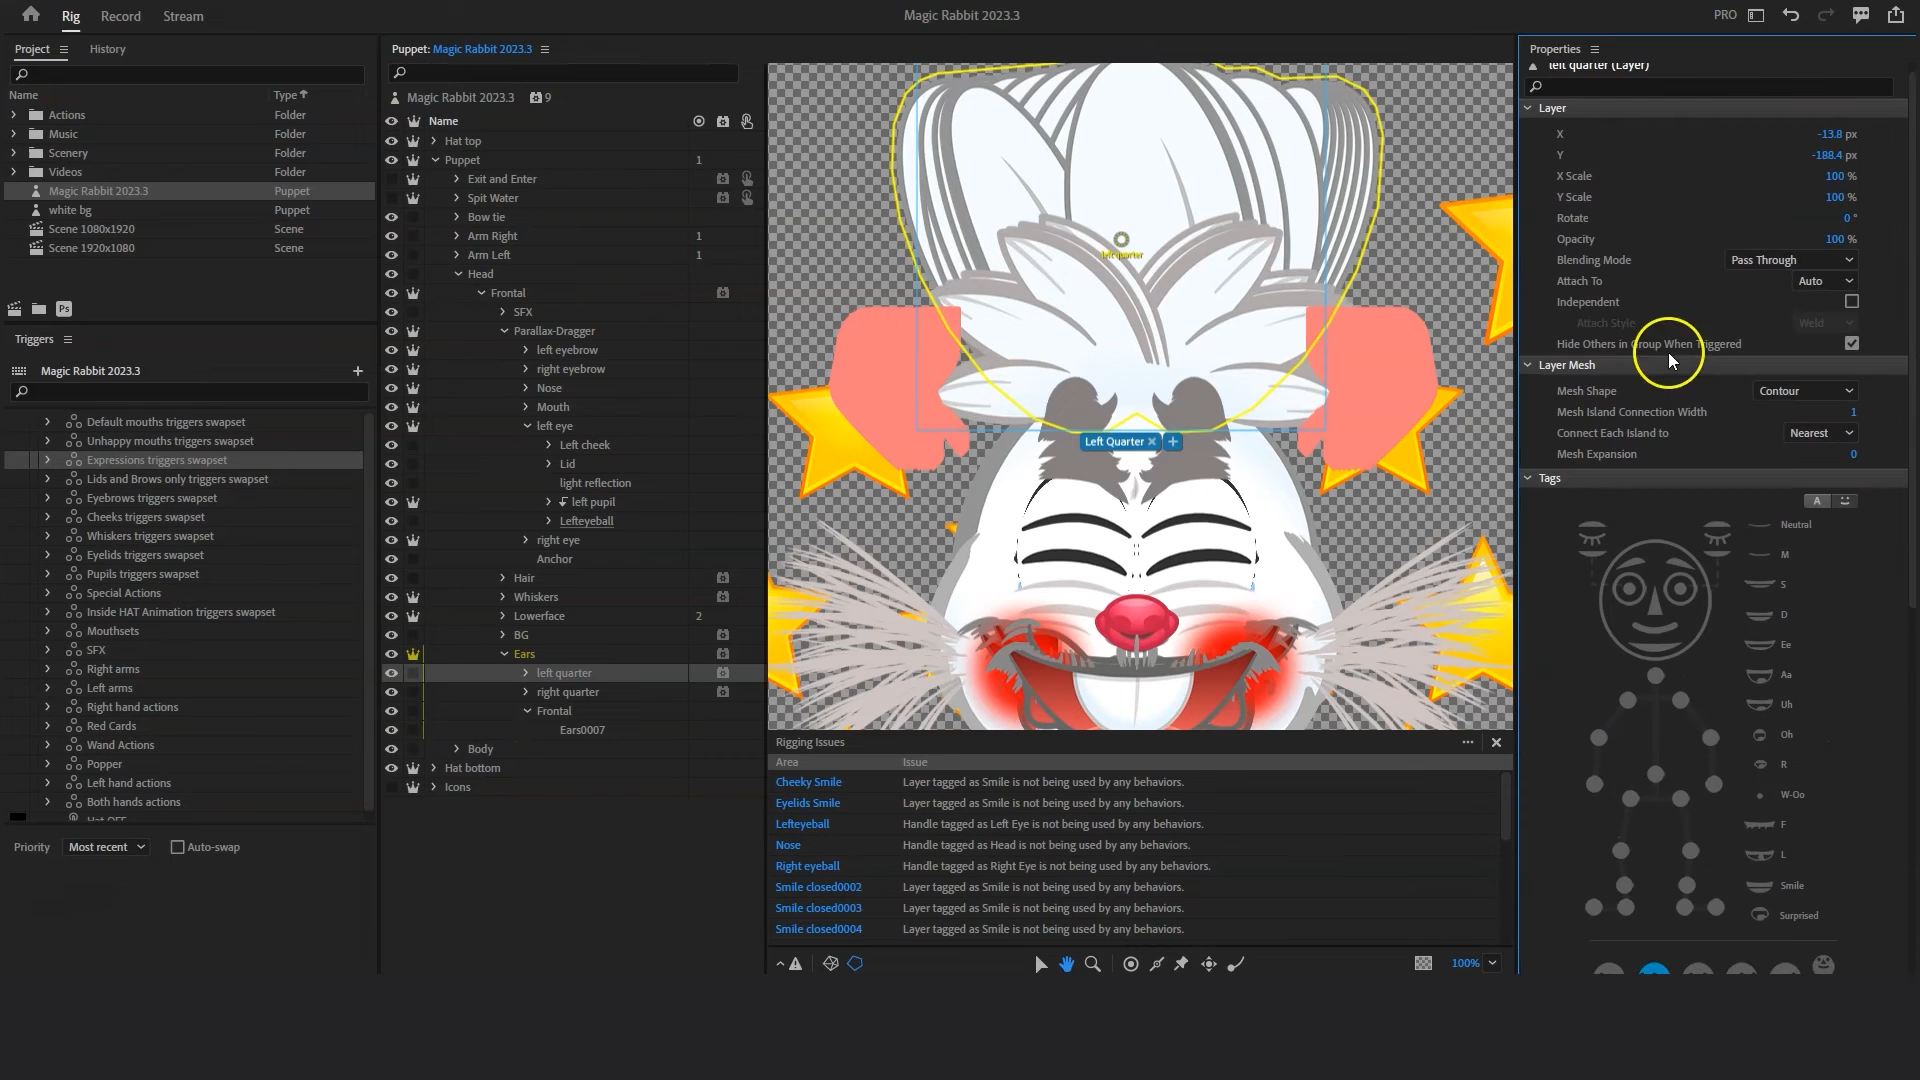 Rig
Record
Stream
Magic Rabbit 2023.3
PRO
Project
History
Name
Type
Actions
Folder
Music
Folder
Scenery
Folder
Videos
Folder
Magic Rabbit 2023.3
Puppet
white bg
Puppet
Scene 1080x1920
Scene
Scene 1920x1080
Scene
Ps
Triggers
Magic Rabbit 2023.3
+
Default mouths triggers swapset
Unhappy mouths triggers swapset
Expressions triggers swapset
Lids and Brows only triggers swapset
Eyebrows triggers swapset
Cheeks triggers swapset
Whiskers triggers swapset
Eyelids triggers swapset
Pupils triggers swapset
Special Actions
Inside HAT Animation triggers swapset
Mouthsets
SFX
Right arms
Left arms
Right hand actions
Red Cards
Wand Actions
Popper
Left hand actions
Both hands actions
Hat OFF
Priority
Most recent
Auto-swap
Puppet: Magic Rabbit 2023.3
Magic Rabbit 2023.3
9
Name
Hat top
Puppet
1
Exit and Enter
Spit Water
Bow tie
Arm Right
1
Arm Left
1
Head
Frontal
SFX
Parallax-Dragger
left eyebrow
right eyebrow
Nose
Mouth
left eye
Left cheek
Lid
light reflection
left pupil
Lefteyeball
right eye
Anchor
Hair
Whiskers
Lowerface
2
BG
Ears
left quarter
right quarter
Frontal
Ears0007
Body
Hat bottom
Icons
left quarter
Left Quarter × +
Rigging Issues
Area
Issue
Cheeky Smile
Layer tagged as Smile is not being used by any behaviors.
Eyelids Smile
Layer tagged as Smile is not being used by any behaviors.
Lefteyeball
Handle tagged as Left Eye is not being used by any behaviors.
Nose
Handle tagged as Head is not being used by any behaviors.
Right eyeball
Handle tagged as Right Eye is not being used by any behaviors.
Smile closed0002
Layer tagged as Smile is not being used by any behaviors.
Smile closed0003
Layer tagged as Smile is not being used by any behaviors.
Smile closed0004
Layer tagged as Smile is not being used by any behaviors.
100%
Properties
left quarter (Layer)
Layer
X
-13.8 px
Y
-188.4 px
X Scale
100 %
Y Scale
100 %
Rotate
0 °
Opacity
100 %
Blending Mode
Pass Through
Attach To
Auto
Independent
Attach Style
Weld
Hide Others in Group When Triggered
Layer Mesh
Mesh Shape
Contour
Mesh Island Connection Width
1
Connect Each Island to
Nearest
Mesh Expansion
0
Tags
A
Neutral
M
S
D
Ee
Aa
Uh
Oh
R
W-Oo
F
L
Smile
Surprised